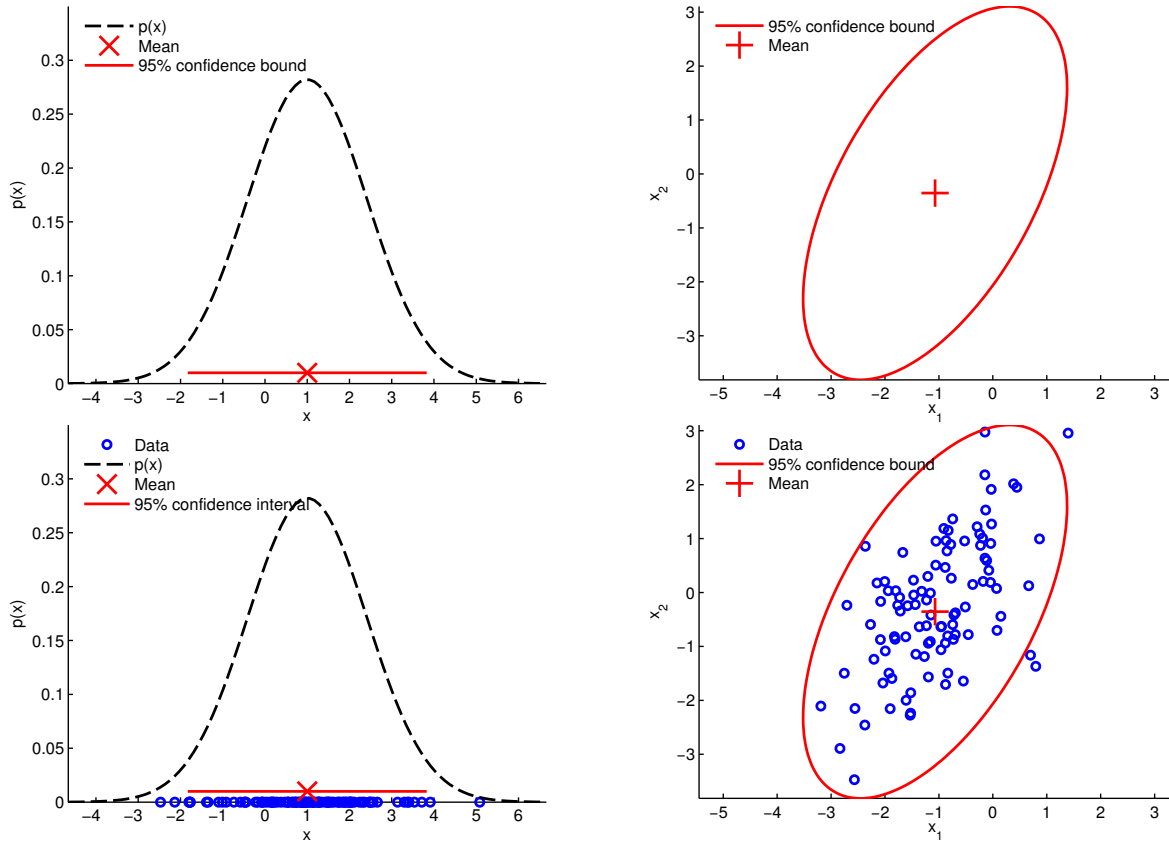 p(x)
Mean
95% confidence bound
0.3
0.25
0.2
0.15
0.1
0.05
0
p(x)
−4 −3 −2 −1 0 1 2 3 4 5 6
x
95% confidence bound
Mean
3
2
1
0
−1
−2
−3
x2
−5 −4 −3 −2 −1 0 1 2 3
x1
Data
p(x)
Mean
95% confidence interval
0.3
0.25
0.2
0.15
0.1
0.05
0
p(x)
−4 −3 −2 −1 0 1 2 3 4 5 6
x
Data
95% confidence bound
Mean
3
2
1
0
−1
−2
−3
x2
−5 −4 −3 −2 −1 0 1 2 3
x1